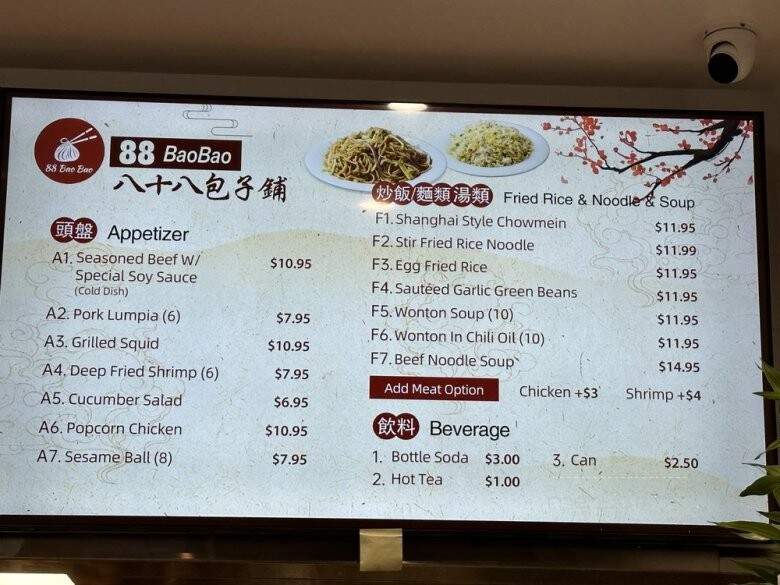 88 Bao Bao
88 BaoBao
八十八包子鋪
頭盤 Appetizer
A1. Seasoned Beef W/
Special Soy Sauce
(Cold Dish)
$10.95
A2. Pork Lumpia (6) $7.95
A3. Grilled Squid $10.95
A4. Deep Fried Shrimp (6) $7.95
A5. Cucumber Salad $6.95
A6. Popcorn Chicken $10.95
A7. Sesame Ball (8) $7.95
炒飯/麵類湯類 Fried Rice & Noodle & Soup
F1. Shanghai Style Chowmein $11.95
F2. Stir Fried Rice Noodle $11.99
F3. Egg Fried Rice $11.95
F4. Sautéed Garlic Green Beans $11.95
F5. Wonton Soup (10) $11.95
F6. Wonton In Chili Oil (10) $11.95
F7. Beef Noodle Soup $14.95
Add Meat Option Chicken +$3 Shrimp +$4
飲料 Beverage
1. Bottle Soda $3.00 3. Can $2.50
2. Hot Tea $1.00